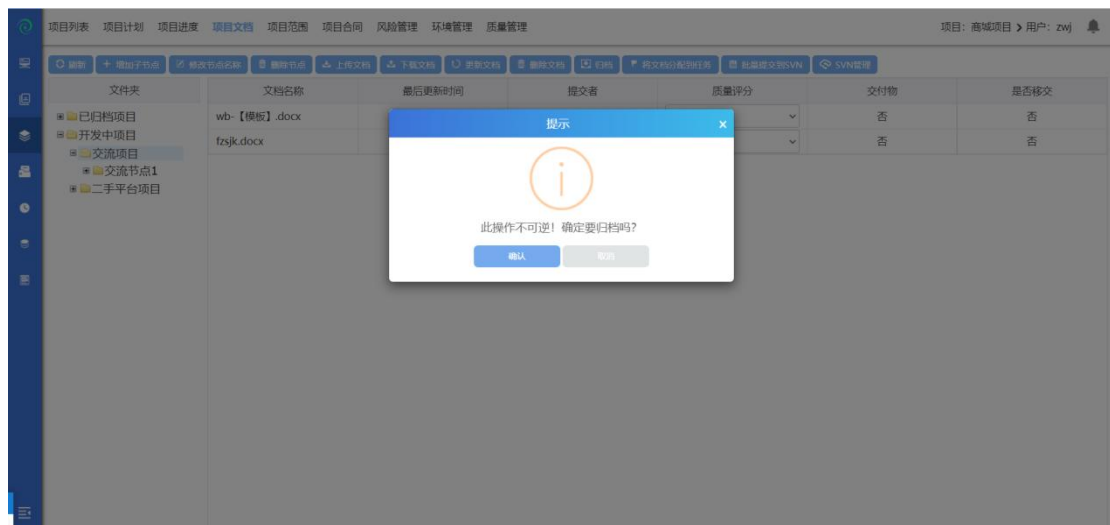 项目列表 项目计划 项目进度 项目文档 项目范围 项目合同 风险管理 环境管理 质量管理 项目：商城项目 > 用户：zwj
刷新 + 增加子节点 修改节点名称 删除节点 上传文档 下载文档 更新文档 删除文档 归档 将文档分配到任务 批量提交到SVN SVN管理
文件夹 文档名称 最后更新时间 提交者 质量评分 交付物 是否移交
已归档项目 wb-【模板】.docx 否 否
开发中项目 fzsjk.docx 否 否
交流项目
交流节点1
二手平台项目
提示 ×
此操作不可逆！确定要归档吗?
确认 取消